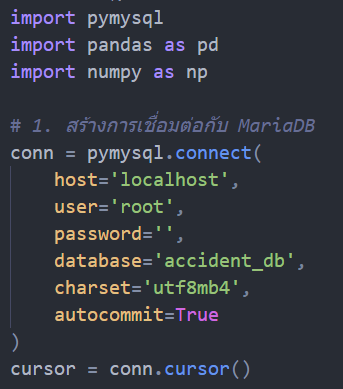 import pymysql
import pandas as pd
import numpy as np
# 1. สร้างการเชื่อมต่อกับ MariaDB
conn = pymysql.connect(
    host='localhost',
    user='root',
    password='',
    database='accident_db',
    charset='utf8mb4',
    autocommit=True
)
cursor = conn.cursor()